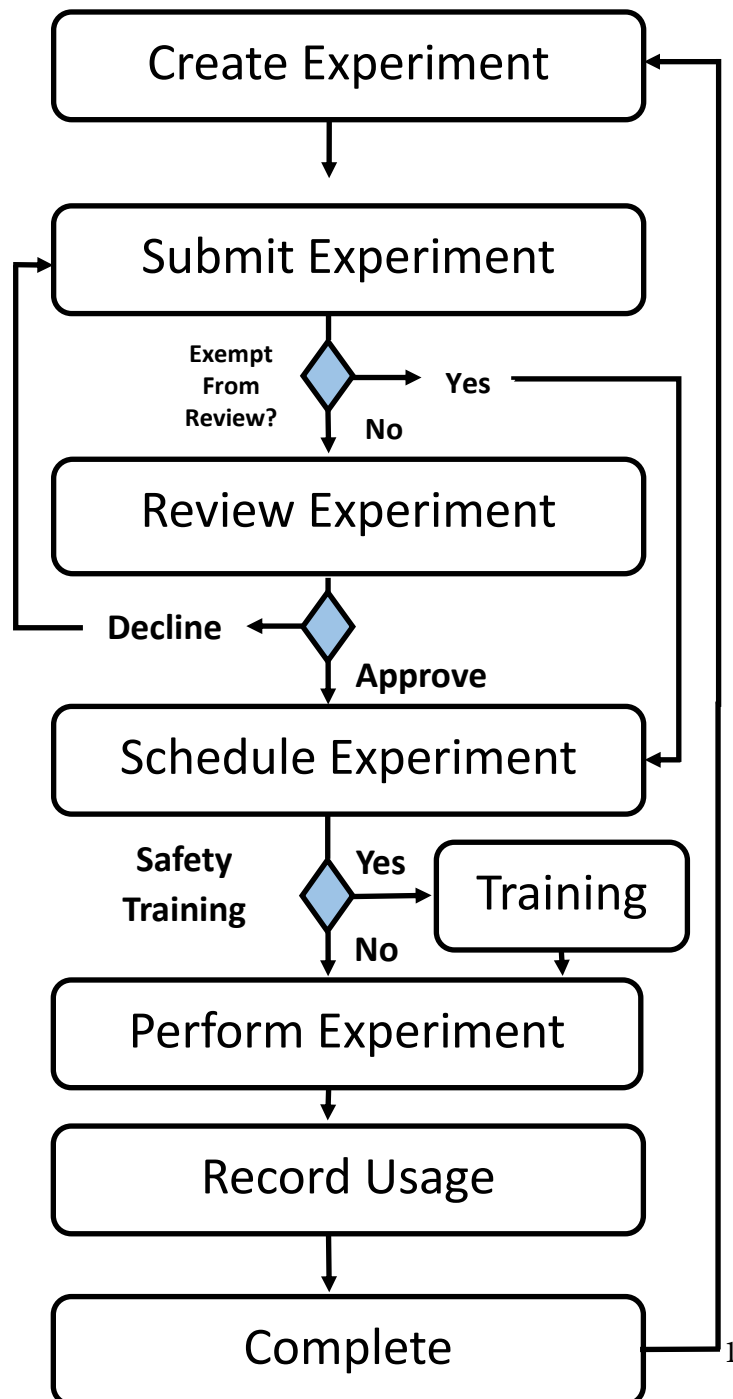 Create Experiment
Submit Experiment
Exempt
From
Review?
Yes
No
Review Experiment
Decline
Approve
Schedule Experiment
Safety
Training
Yes
Training
No
Perform Experiment
Record Usage
Complete
1